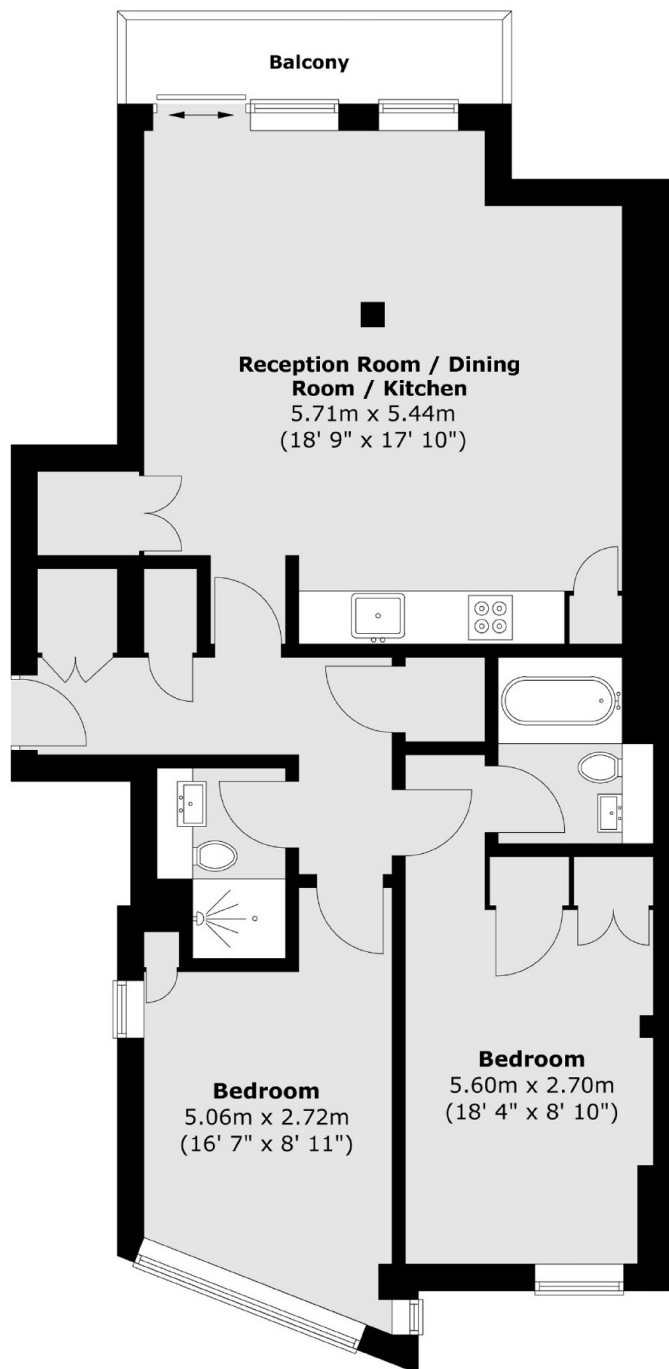 Balcony
Reception Room / Dining
Room / Kitchen
5.71m x 5.44m
(18' 9" x 17' 10")
Bedroom
5.60m x 2.70m
(18' 4" x 8' 10")
Bedroom
5.06m x 2.72m
(16' 7" x 8' 11")